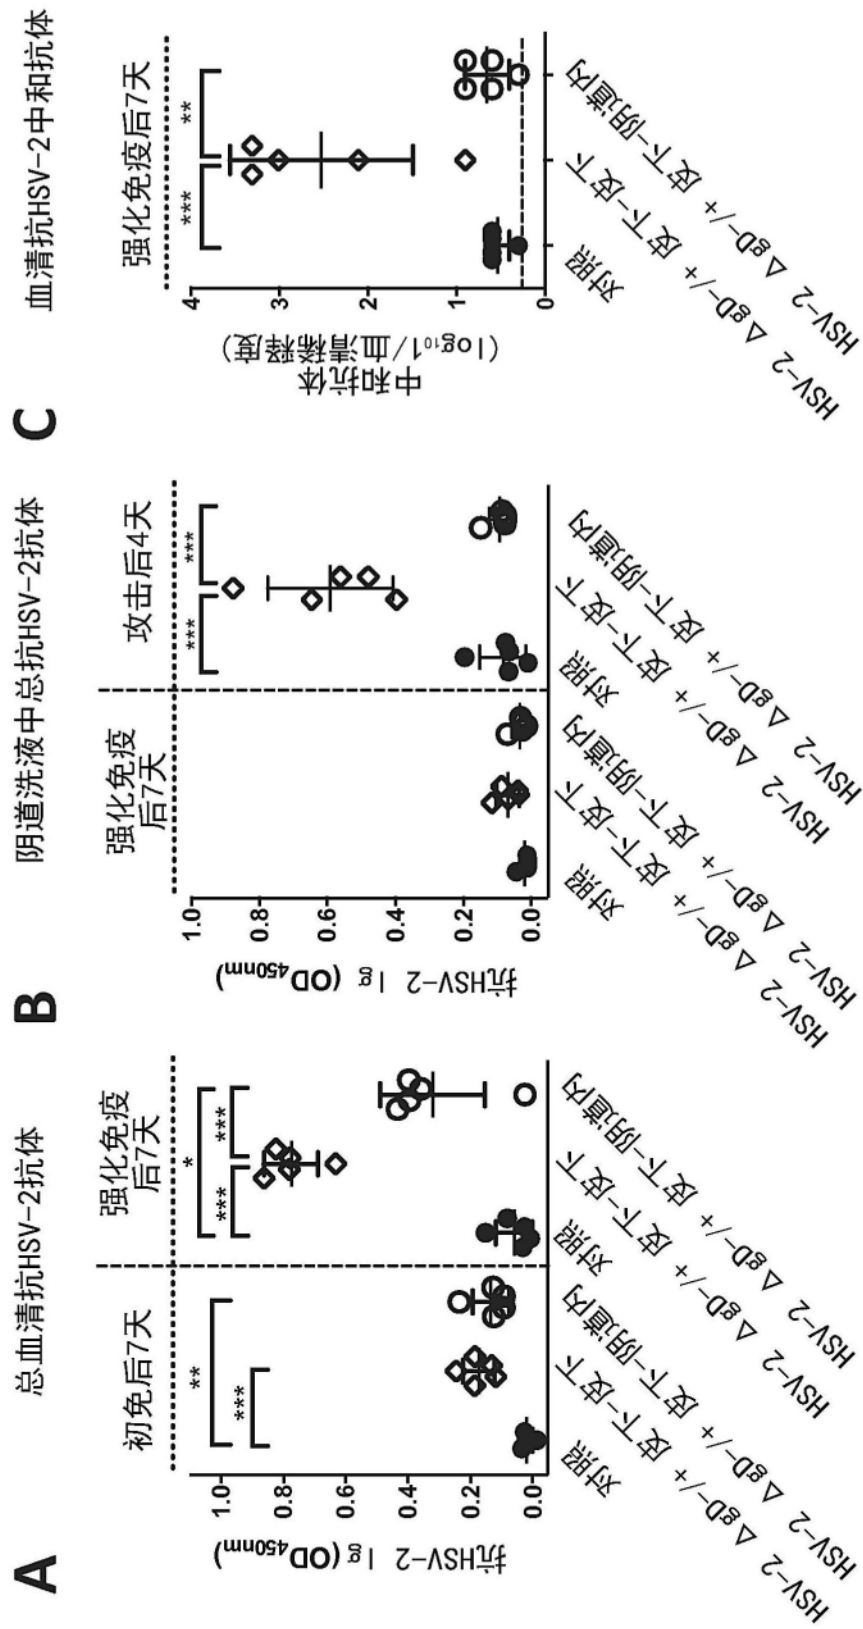 A
总血清抗HSV-2抗体
初免后7天
强化免疫
后7天
**
***
*
***
***
抗HSV-2 Ig (OD450nm)
1.0
0.8
0.6
0.4
0.2
0.0
对照
HSV-2 ΔgD-/+ 皮下-皮下
HSV-2 ΔgD-/+ 皮下-阴道内
对照
HSV-2 ΔgD-/+ 皮下-皮下
HSV-2 ΔgD-/+ 皮下-阴道内
B
阴道洗液中总抗HSV-2抗体
强化免疫
后7天
攻击后4天
***
***
抗HSV-2 Ig (OD450nm)
1.0
0.8
0.6
0.4
0.2
0.0
对照
HSV-2 ΔgD-/+ 皮下-皮下
HSV-2 ΔgD-/+ 皮下-阴道内
对照
HSV-2 ΔgD-/+ 皮下-皮下
HSV-2 ΔgD-/+ 皮下-阴道内
C
血清抗HSV-2中和抗体
强化免疫后7天
***
**
中和抗体
(log₁₀1/血清稀释度)
4
3
2
1
0
对照
HSV-2 ΔgD-/+ 皮下-皮下
HSV-2 ΔgD-/+ 皮下-阴道内